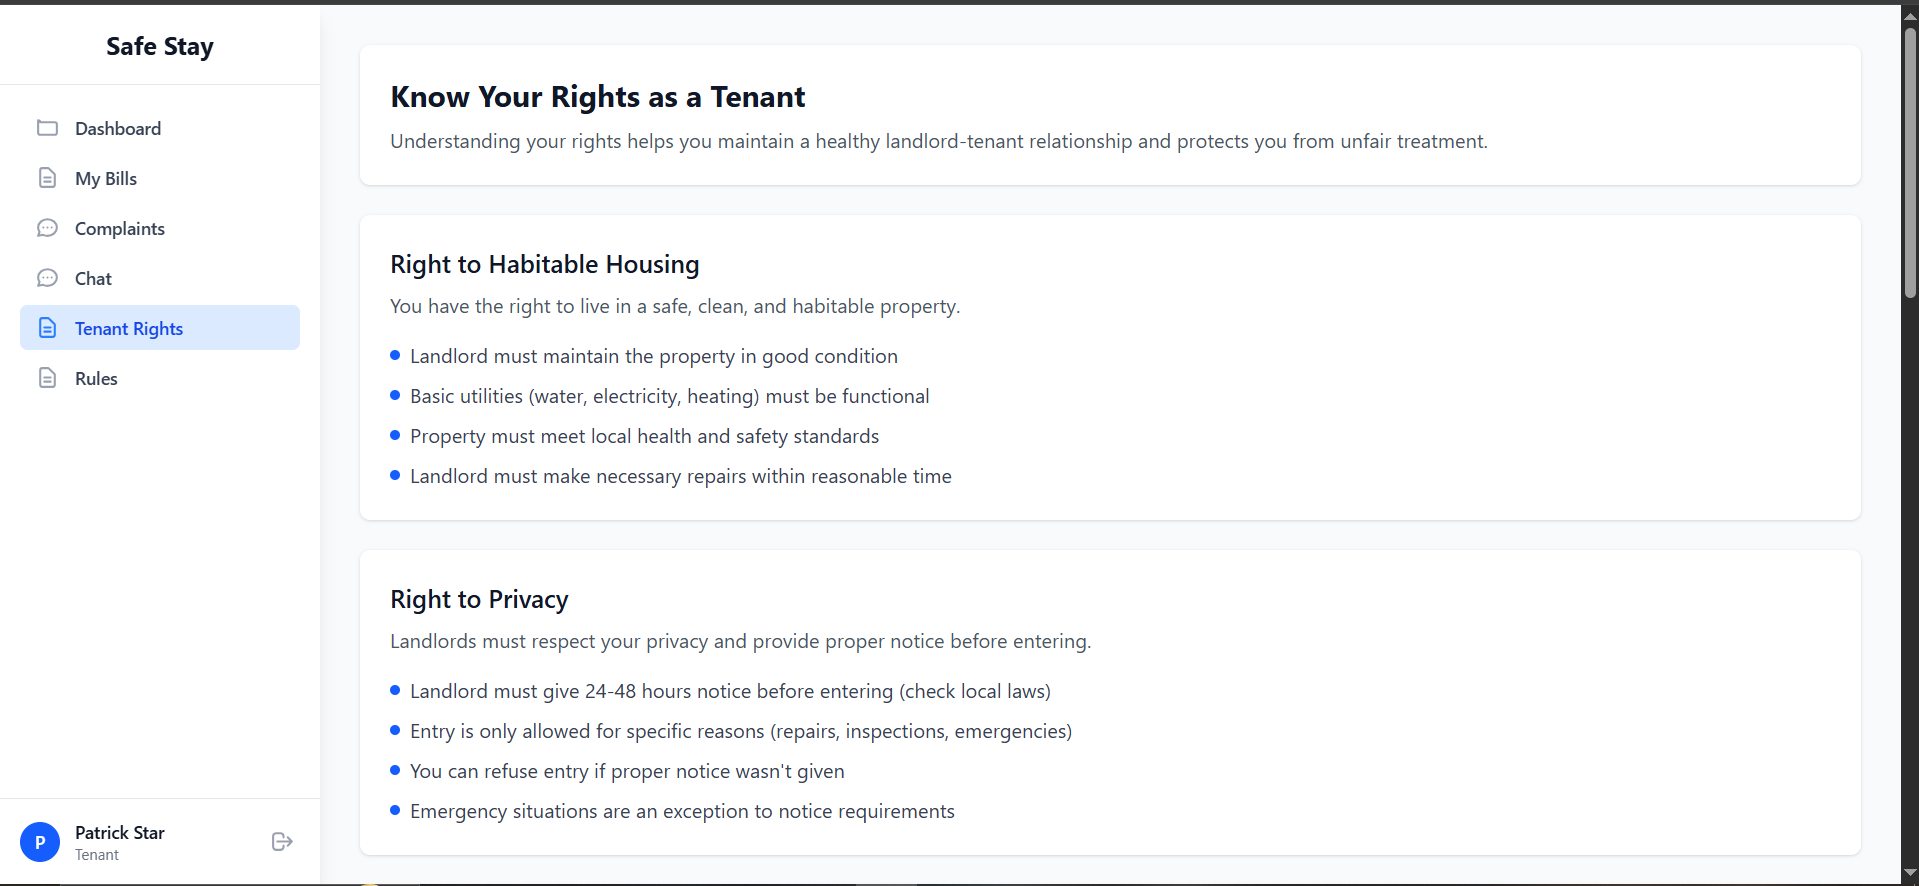 Safe Stay
Dashboard
My Bills
Complaints
Chat
Tenant Rights
Rules
P
Patrick Star
Tenant
Know Your Rights as a Tenant
Understanding your rights helps you maintain a healthy landlord-tenant relationship and protects you from unfair treatment.
Right to Habitable Housing
You have the right to live in a safe, clean, and habitable property.
Landlord must maintain the property in good condition
Basic utilities (water, electricity, heating) must be functional
Property must meet local health and safety standards
Landlord must make necessary repairs within reasonable time
Right to Privacy
Landlords must respect your privacy and provide proper notice before entering.
Landlord must give 24-48 hours notice before entering (check local laws)
Entry is only allowed for specific reasons (repairs, inspections, emergencies)
You can refuse entry if proper notice wasn't given
Emergency situations are an exception to notice requirements